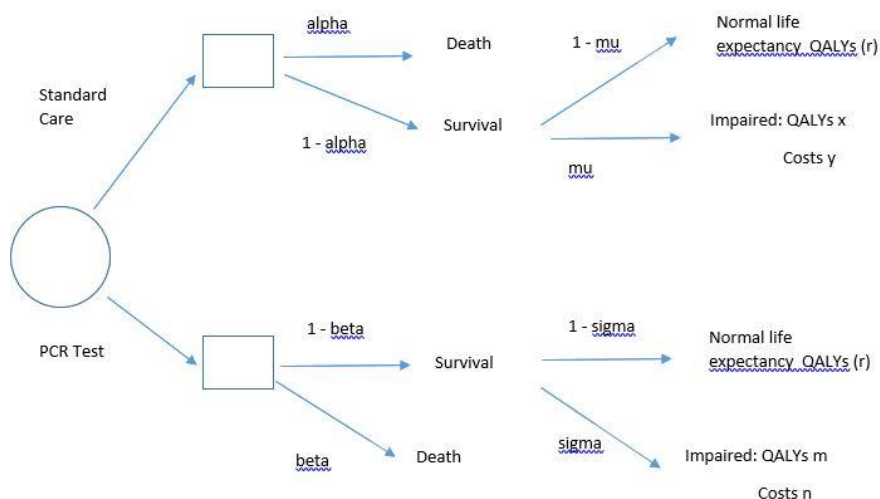 alpha
Death
1 - mu
Normal life
expectancy QALYs (r)
Standard
Care
1 - alpha
Survival
mu
Impaired: QALYs x
Costs y
PCR Test
1 - beta
Survival
1 - sigma
Normal life
expectancy QALYs (r)
beta
Death
sigma
Impaired: QALYs m
Costs n